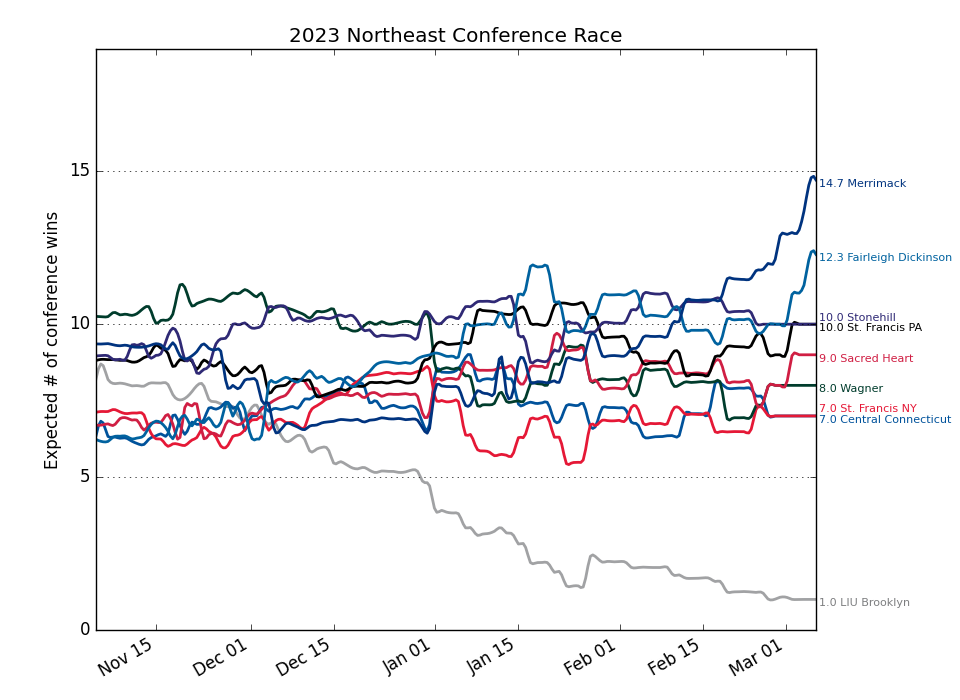 2023 Northeast Conference Race
Expected # of conference wins
15
10
5
0
14.7 Merrimack
12.3 Fairleigh Dickinson
10.0 Stonehill
10.0 St. Francis PA
9.0 Sacred Heart
8.0 Wagner
7.0 St. Francis NY
7.0 Central Connecticut
1.0 LIU Brooklyn
Nov 15
Dec 01
Dec 15
Jan 01
Jan 15
Feb 01
Feb 15
Mar 01